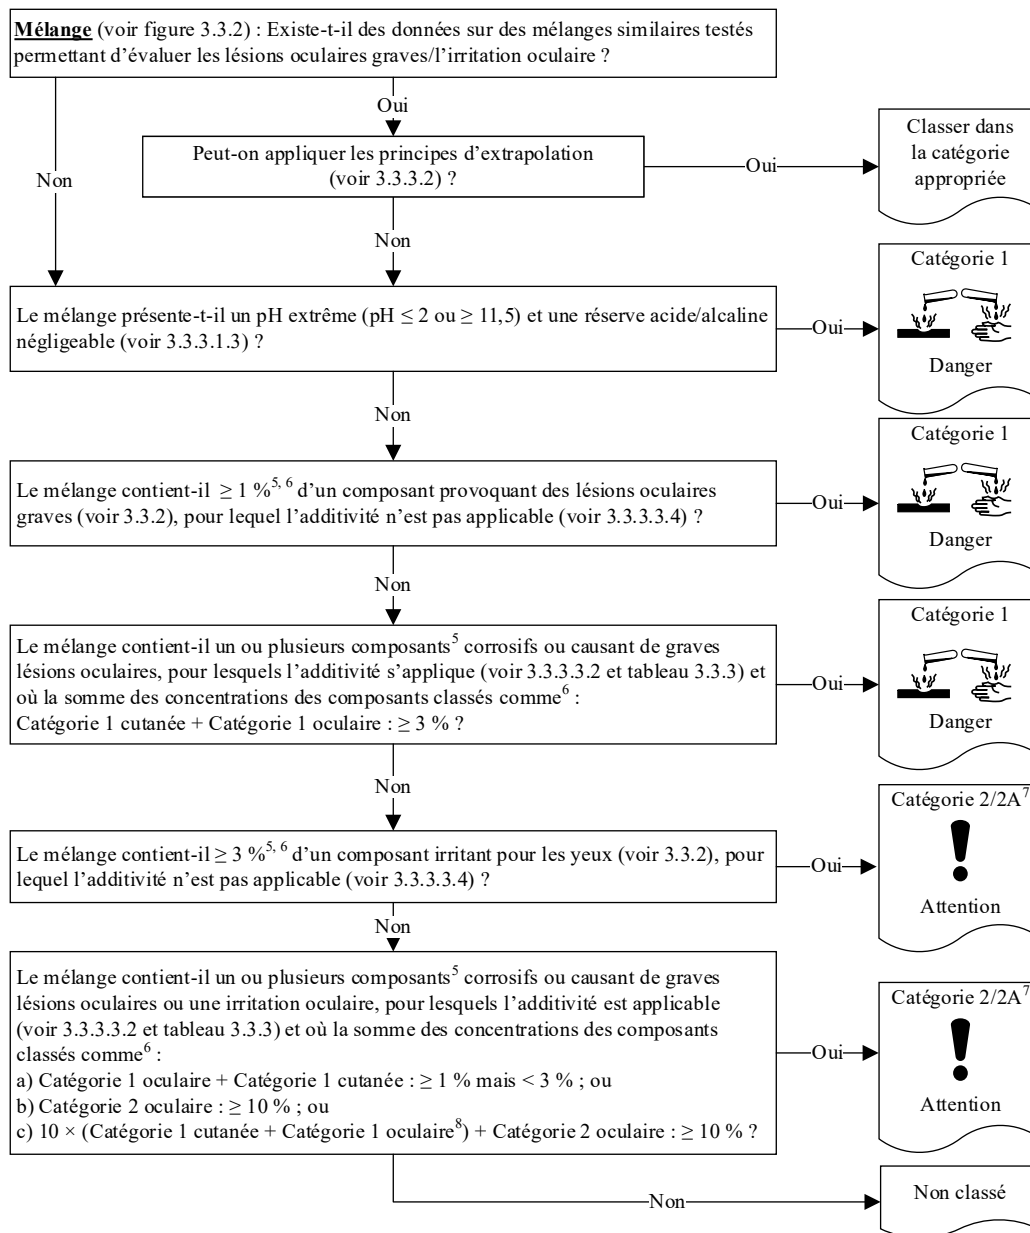 Mélange (voir figure 3.3.2) : Existe-t-il des données sur des mélanges similaires testés
permettant d’évaluer les lésions oculaires graves/l’irritation oculaire ?
Oui
Non
Peut-on appliquer les principes d’extrapolation
(voir 3.3.3.2) ?
Oui
Classer dans
la catégorie
appropriée
Non
Le mélange présente-t-il un pH extrême (pH ≤ 2 ou ≥ 11,5) et une réserve acide/alcaline
négligeable (voir 3.3.3.1.3) ?
Oui
Catégorie 1
Danger
Non
Le mélange contient-il ≥ 1 %5, 6 d’un composant provoquant des lésions oculaires
graves (voir 3.3.2), pour lequel l’additivité n’est pas applicable (voir 3.3.3.3.4) ?
Oui
Catégorie 1
Danger
Non
Le mélange contient-il un ou plusieurs composants5 corrosifs ou causant de graves
lésions oculaires, pour lesquels l’additivité s’applique (voir 3.3.3.3.2 et tableau 3.3.3) et
où la somme des concentrations des composants classés comme6 :
Catégorie 1 cutanée + Catégorie 1 oculaire : ≥ 3 % ?
Oui
Catégorie 1
Danger
Non
Le mélange contient-il ≥ 3 %5, 6 d’un composant irritant pour les yeux (voir 3.3.2), pour
lequel l’additivité n’est pas applicable (voir 3.3.3.3.4) ?
Oui
Catégorie 2/2A7
Attention
Non
Le mélange contient-il un ou plusieurs composants5 corrosifs ou causant de graves
lésions oculaires ou une irritation oculaire, pour lesquels l’additivité est applicable
(voir 3.3.3.3.2 et tableau 3.3.3) et où la somme des concentrations des composants
classés comme6 :
a) Catégorie 1 oculaire + Catégorie 1 cutanée : ≥ 1 % mais < 3 % ; ou
b) Catégorie 2 oculaire : ≥ 10 % ; ou
c) 10 × (Catégorie 1 cutanée + Catégorie 1 oculaire8) + Catégorie 2 oculaire : ≥ 10 % ?
Oui
Catégorie 2/2A7
Attention
Non
Non classé